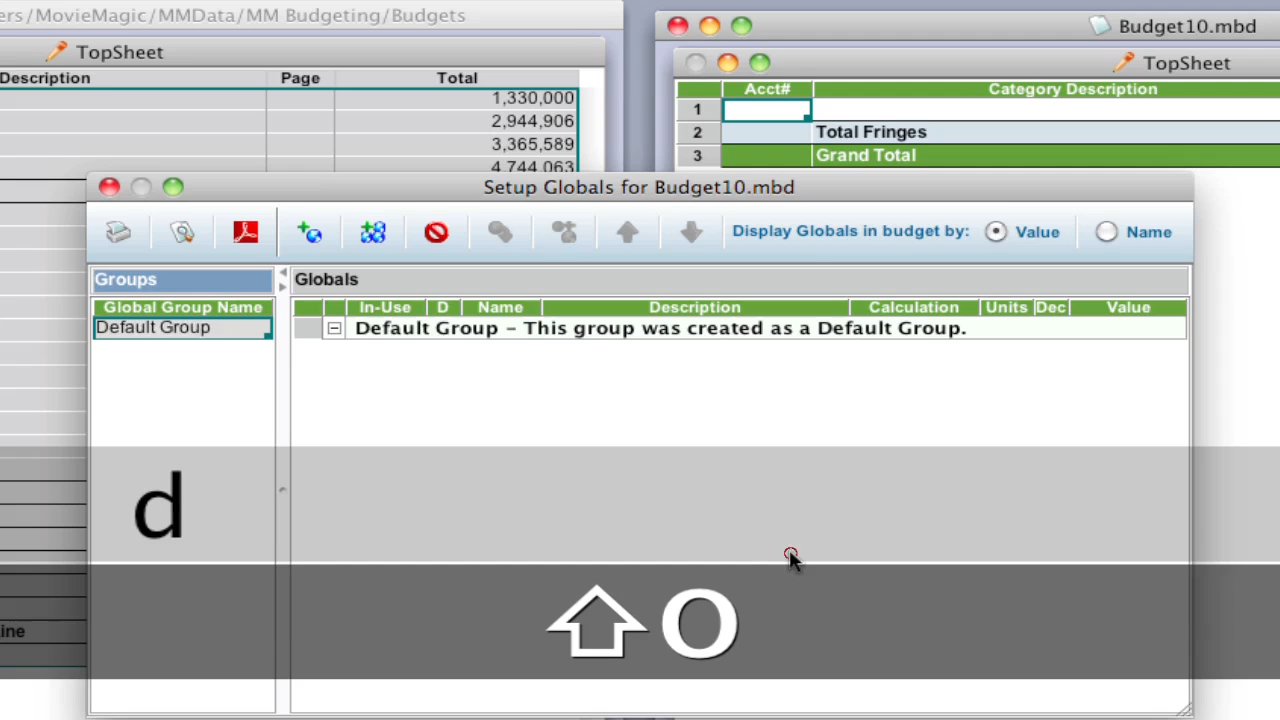 ers/MovieMagic/MMData/MM Budgeting/Budgets
TopSheet
Description Page Total
1,330,000
2,944,906
3,365,589
4,744,063
ine
Budget10.mbd
TopSheet
Acct# Category Description
1
2 Total Fringes
3 Grand Total
Setup Globals for Budget10.mbd
Display Globals in budget by: Value Name
Groups
Global Group Name
Default Group
Globals
In-Use D Name Description Calculation Units Dec Value
Default Group – This group was created as a Default Group.
d
⇧O